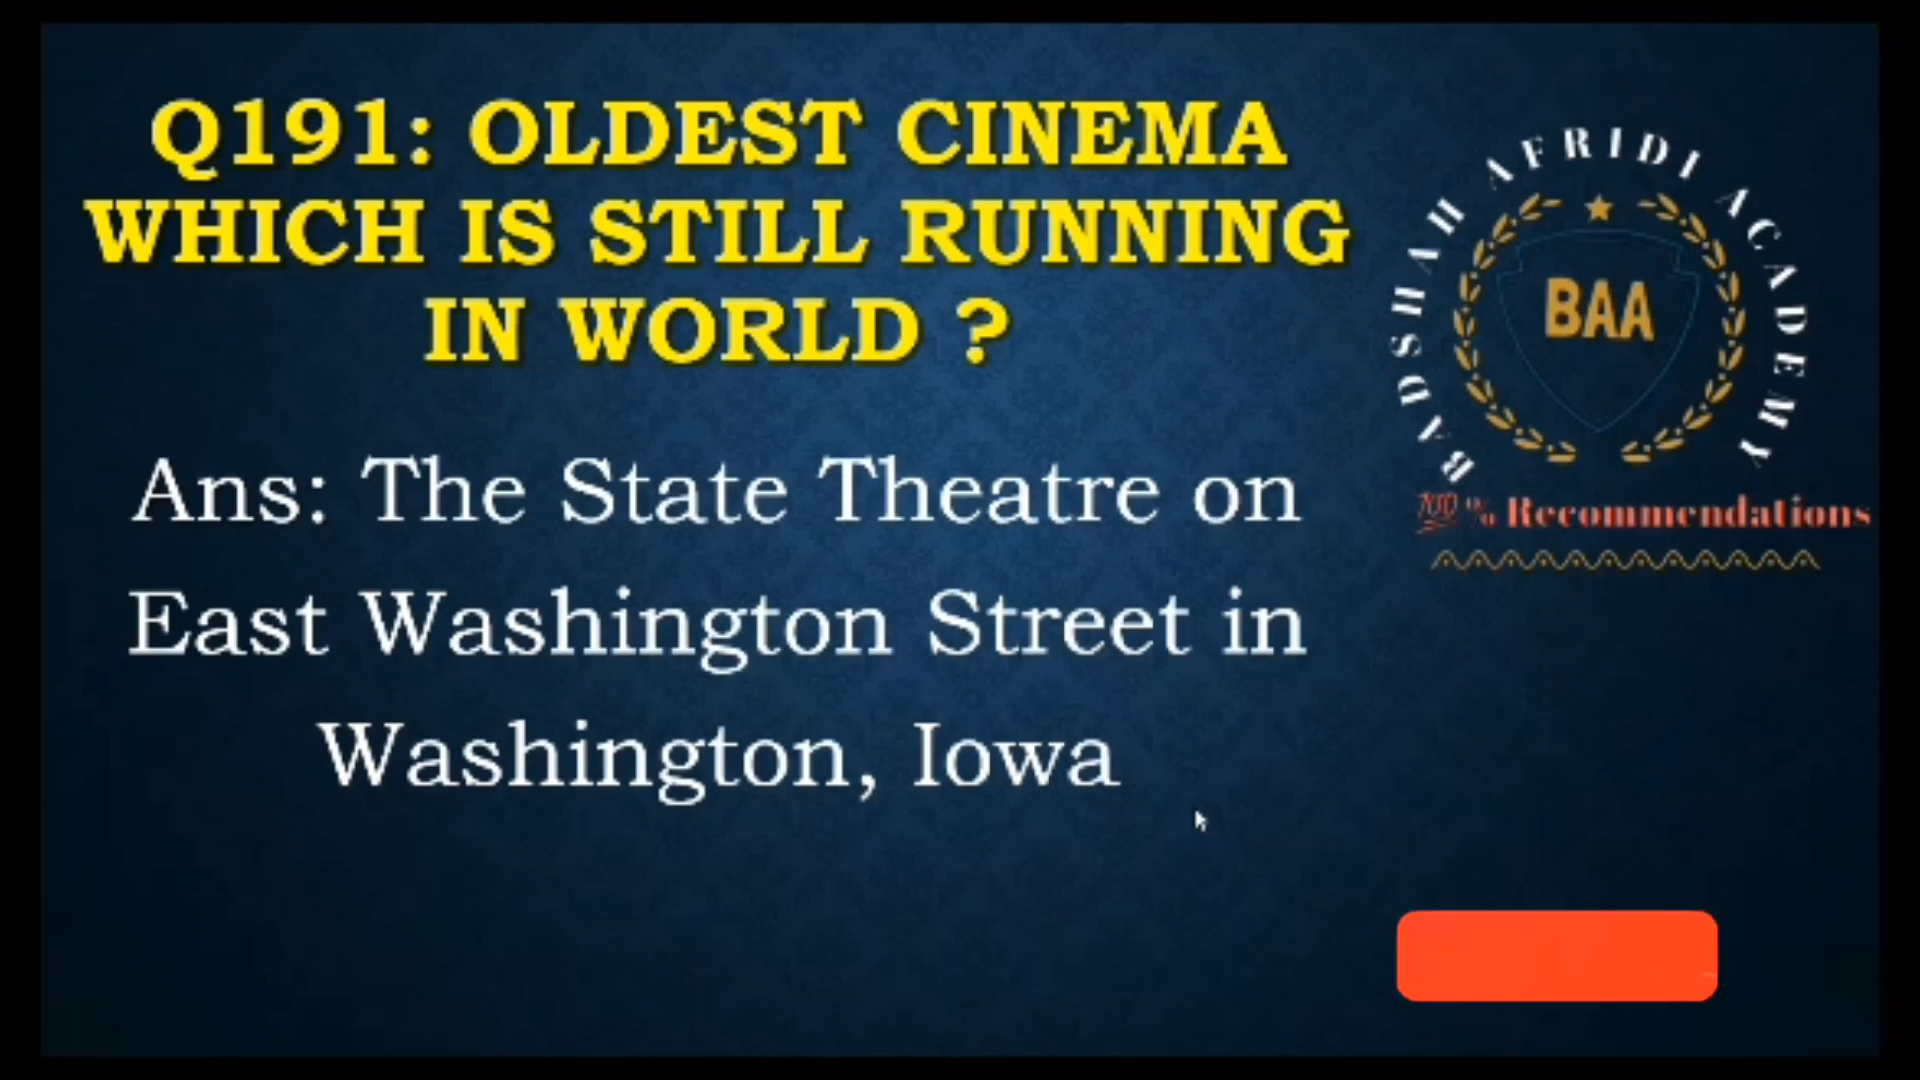 Q191: OLDEST CINEMA
WHICH IS STILL RUNNING
IN WORLD ?
Ans: The State Theatre on
East Washington Street in
Washington, Iowa
BADSHAH AFRIDI ACADEMY
BAA
100 % Recommendations